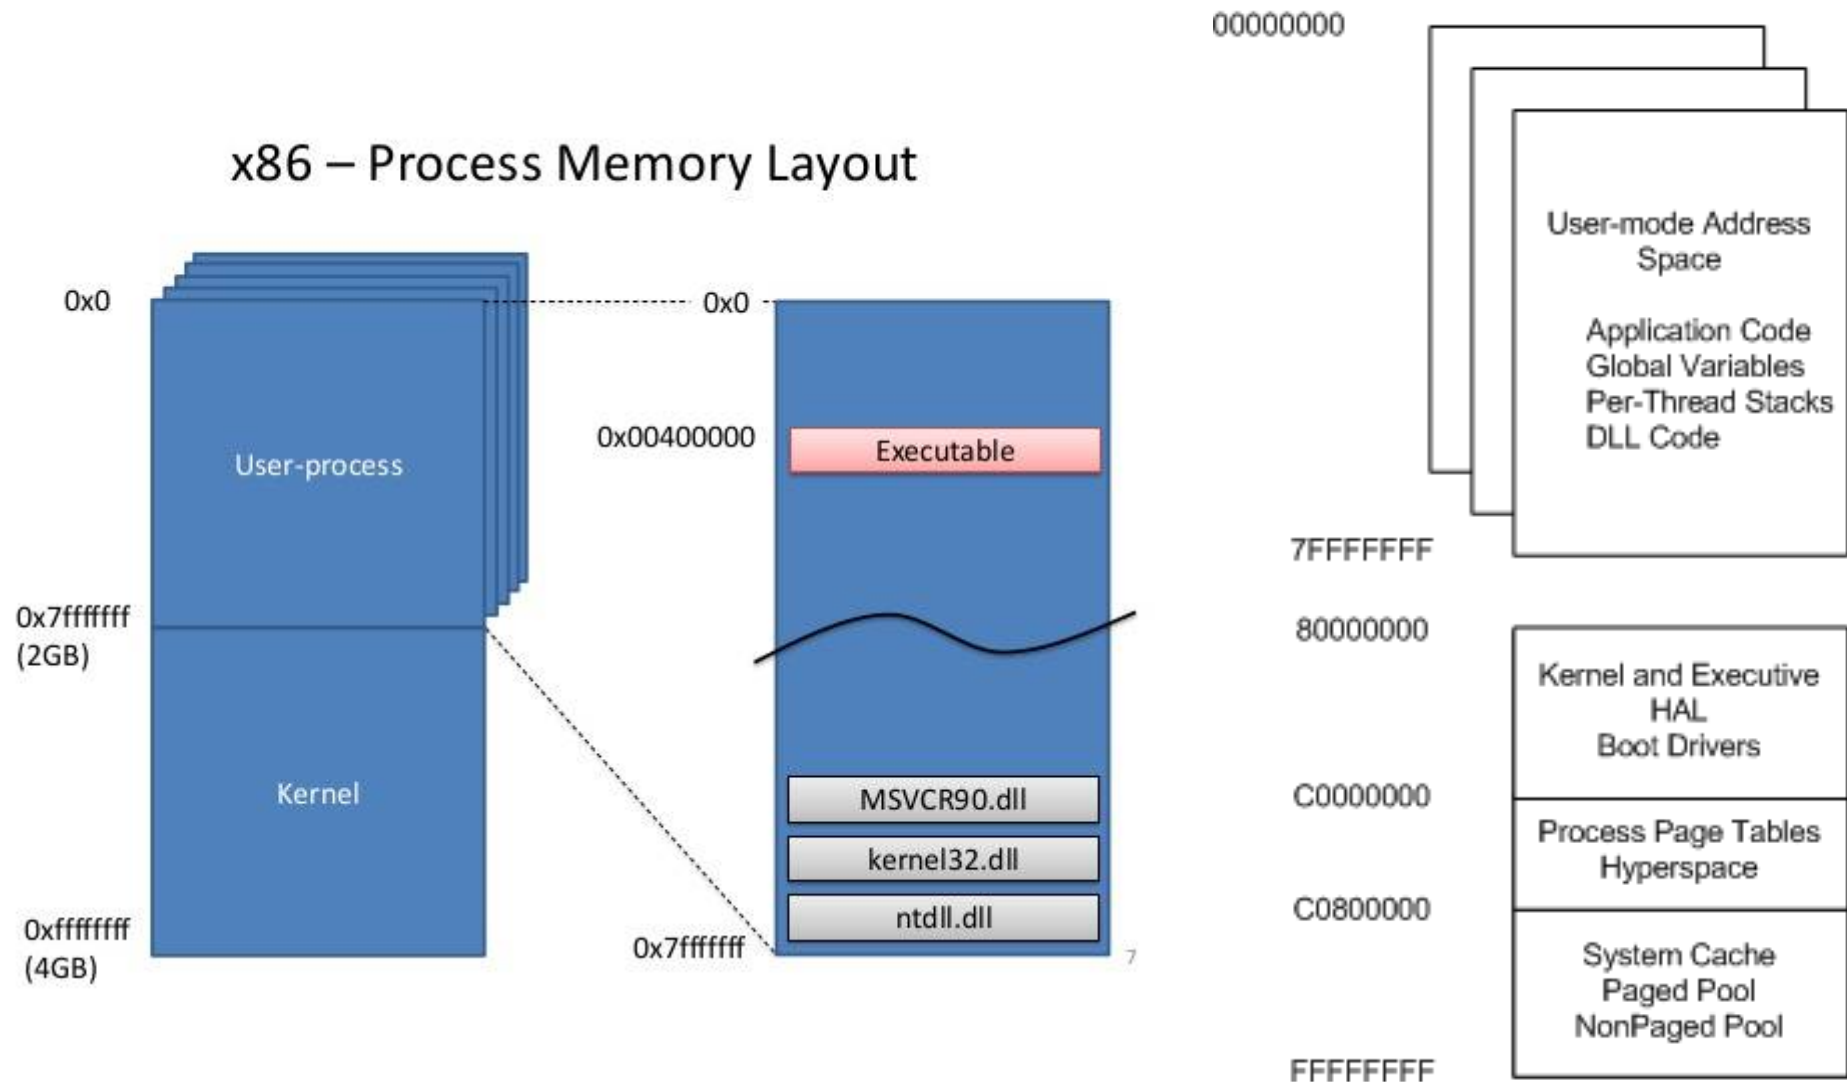 x86 – Process Memory Layout
0x0
User-process
0x7fffffff
(2GB)
Kernel
0xffffffff
(4GB)
0x0
0x00400000
Executable
MSVCR90.dll
kernel32.dll
ntdll.dll
0x7fffffff
7
00000000
User-mode Address
Space
Application Code
Global Variables
Per-Thread Stacks
DLL Code
7FFFFFFF
80000000
Kernel and Executive
HAL
Boot Drivers
C0000000
Process Page Tables
Hyperspace
C0800000
System Cache
Paged Pool
NonPaged Pool
FFFFFFFF